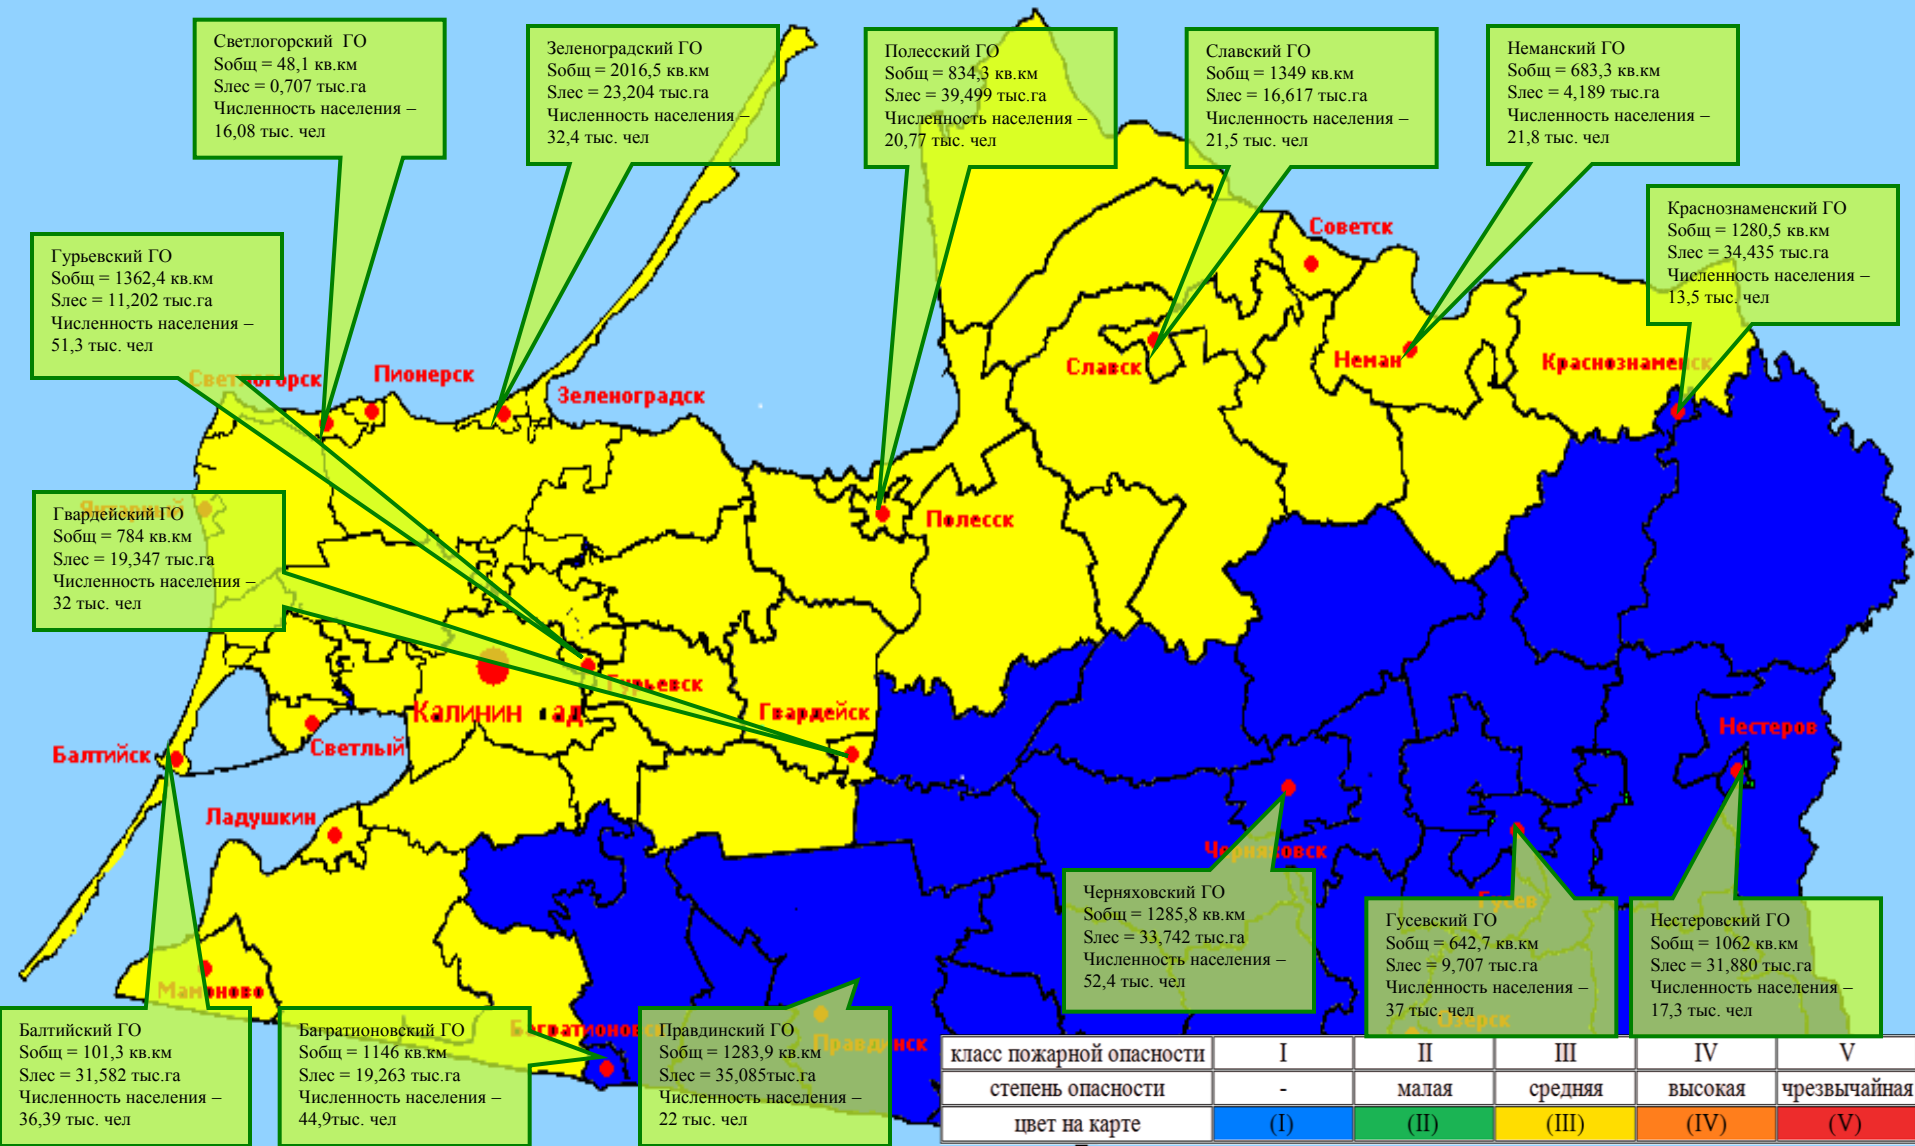 Светлогорский ГО
Sобщ = 48,1 кв.км
Sлес = 0,707 тыс.га
Численность населения –
16,08 тыс. чел
Зеленоградский ГО
Sобщ = 2016,5 кв.км
Sлес = 23,204 тыс.га
Численность населения –
32,4 тыс. чел
Полесский ГО
Sобщ = 834,3 кв.км
Sлес = 39,499 тыс.га
Численность населения –
20,77 тыс. чел
Славский ГО
Sобщ = 1349 кв.км
Sлес = 16,617 тыс.га
Численность населения –
21,5 тыс. чел
Неманский ГО
Sобщ = 683,3 кв.км
Sлес = 4,189 тыс.га
Численность населения –
21,8 тыс. чел
Краснознаменский ГО
Sобщ = 1280,5 кв.км
Sлес = 34,435 тыс.га
Численность населения –
13,5 тыс. чел
Гурьевский ГО
Sобщ = 1362,4 кв.км
Sлес = 11,202 тыс.га
Численность населения –
51,3 тыс. чел
Советск
Светлогорск
Пионерск
Зеленоградск
Славск
Неман
Краснознаменск
Янтарный
Гвардейский ГО
Sобщ = 784 кв.км
Sлес = 19,347 тыс.га
Численность населения –
32 тыс. чел
Полесск
Гурьевск
Калинин ад
Гвардейск
Нестеров
Балтийск
Светлый
Ладушкин
Черняховск
Гусев
Мамоново
Черняховский ГО
Sобщ = 1285,8 кв.км
Sлес = 33,742 тыс.га
Численность населения –
52,4 тыс. чел
Гусевский ГО
Sобщ = 642,7 кв.км
Sлес = 9,707 тыс.га
Численность населения –
37 тыс. чел
Нестеровский ГО
Sобщ = 1062 кв.км
Sлес = 31,880 тыс.га
Численность населения –
17,3 тыс. чел
Озерск
Багратионовск
Правдинск
Балтийский ГО
Sобщ = 101,3 кв.км
Sлес = 31,582 тыс.га
Численность населения –
36,39 тыс. чел
Багратионовский ГО
Sобщ = 1146 кв.км
Sлес = 19,263 тыс.га
Численность населения –
44,9тыс. чел
Правдинский ГО
Sобщ = 1283,9 кв.км
Sлес = 35,085тыс.га
Численность населения –
22 тыс. чел
класс пожарной опасности I II III IV V
степень опасности - малая средняя высокая чрезвычайная
цвет на карте (I) (II) (III) (IV) (V)